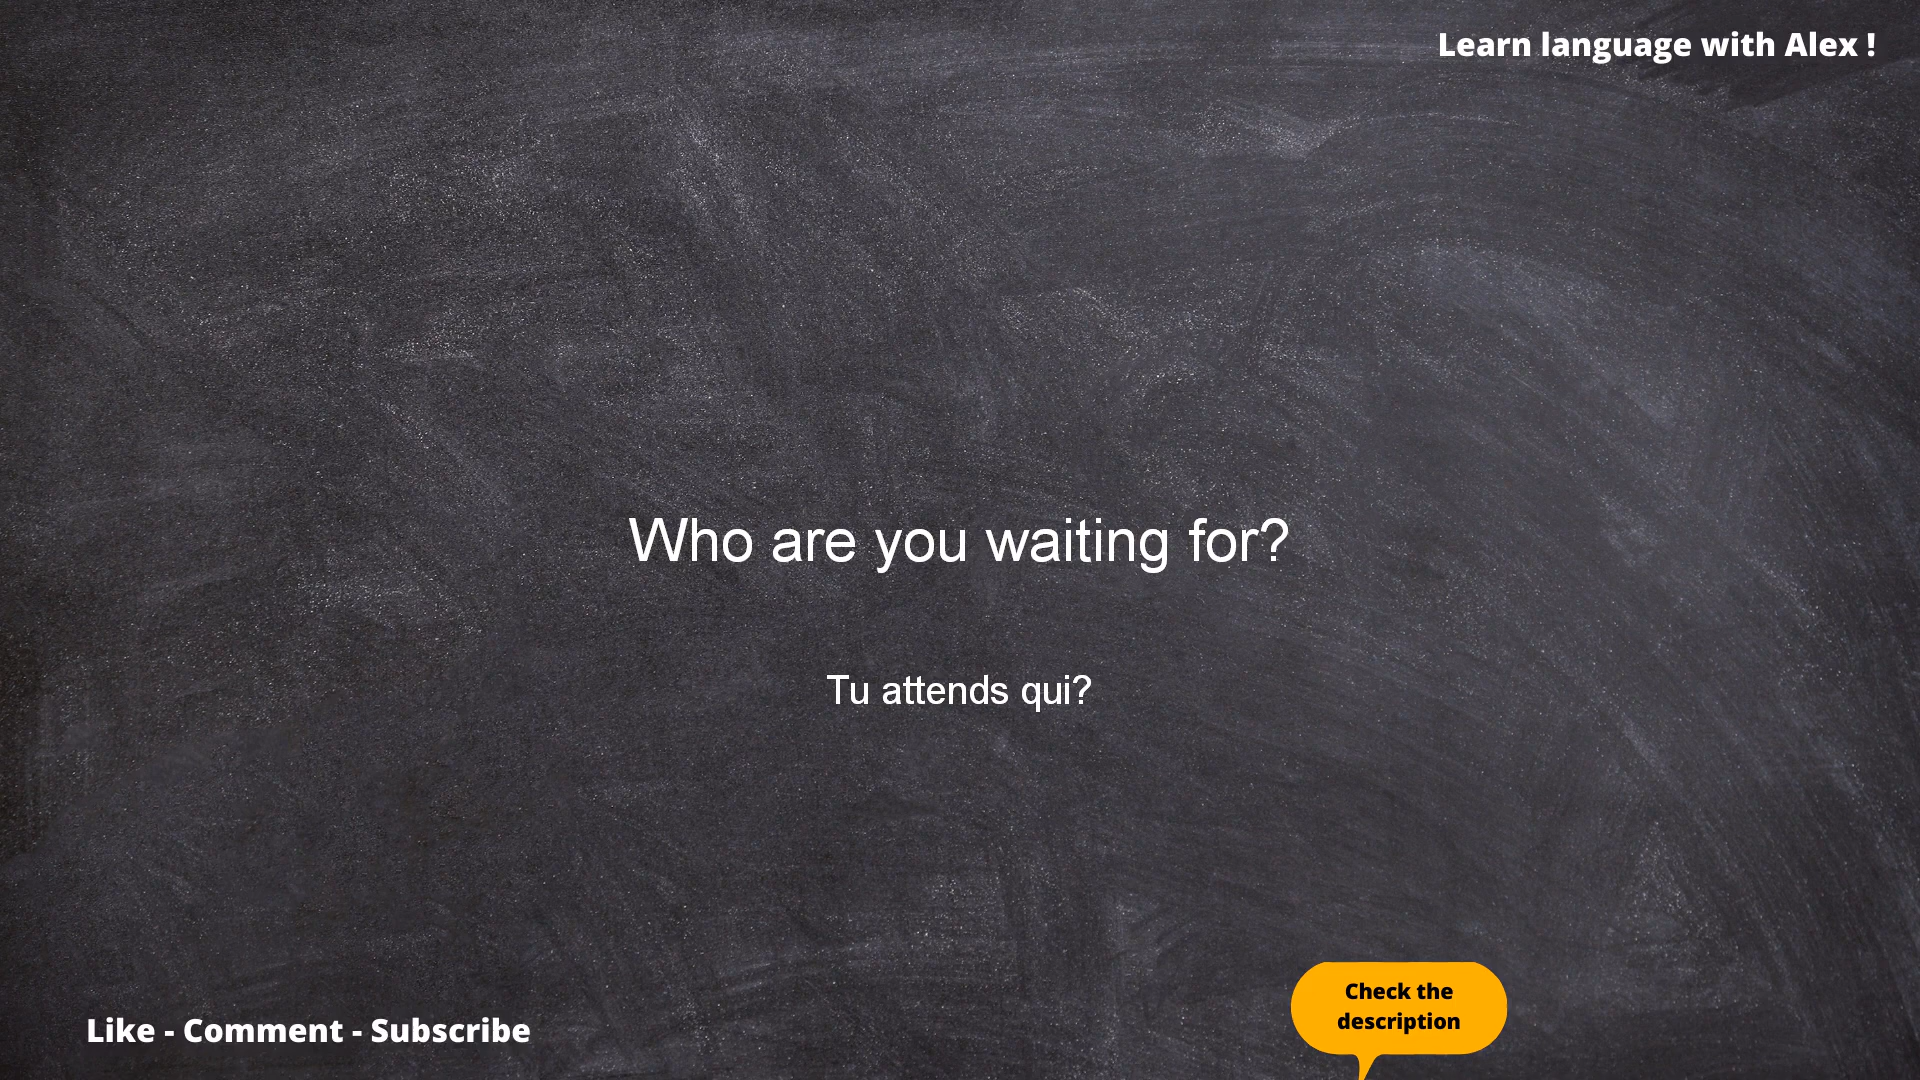 Learn language with Alex !
Who are you waiting for?
Tu attends qui?
Check the
description
Like - Comment - Subscribe